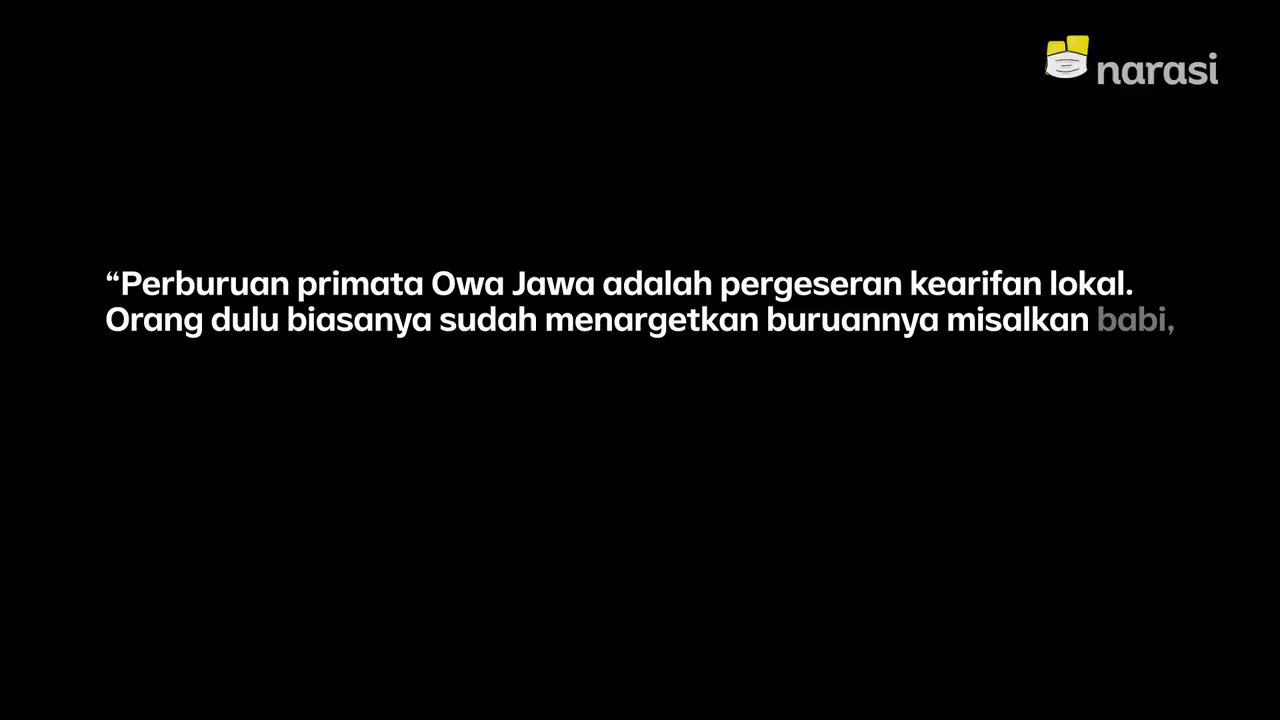 narasi
“Perburuan primata Owa Jawa adalah pergeseran kearifan lokal.
Orang dulu biasanya sudah menargetkan buruannya misalkan babi,